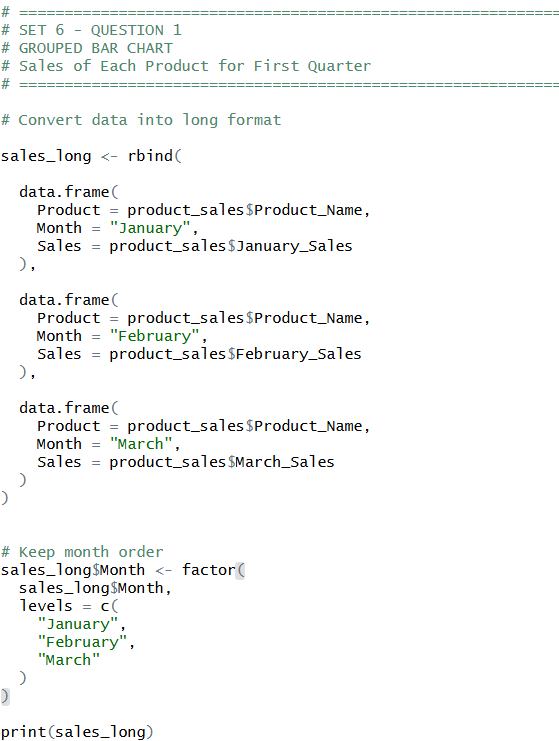 # ============================================================
# SET 6 - QUESTION 1
# GROUPED BAR CHART
# Sales of Each Product for First Quarter
# ============================================================
# Convert data into long format
sales_long <- rbind(
data.frame(
Product = product_sales$Product_Name,
Month = "January",
Sales = product_sales$January_Sales
),
data.frame(
Product = product_sales$Product_Name,
Month = "February",
Sales = product_sales$February_Sales
),
data.frame(
Product = product_sales$Product_Name,
Month = "March",
Sales = product_sales$March_Sales
)
)
# Keep month order
sales_long$Month <- factor(
sales_long$Month,
levels = c(
"January",
"February",
"March"
)
)
print(sales_long)